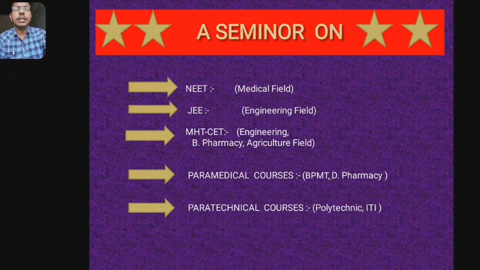 A SEMINOR ON
NEET :- (Medical Field)
JEE :- (Engineering Field)
MHT-CET:- (Engineering,
B. Pharmacy, Agriculture Field)
PARAMEDICAL COURSES :- (BPMT, D. Pharmacy )
PARATECHNICAL COURSES :- (Polytechnic, ITI )